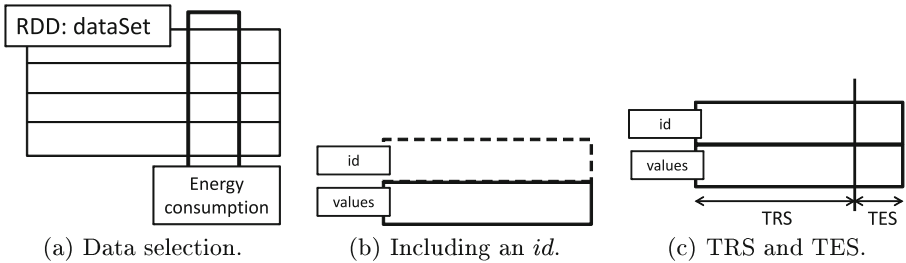 RDD: dataSet
Energy
consumption
(a) Data selection.
id
values
(b) Including an id.
id
values
TRS
TES
(c) TRS and TES.